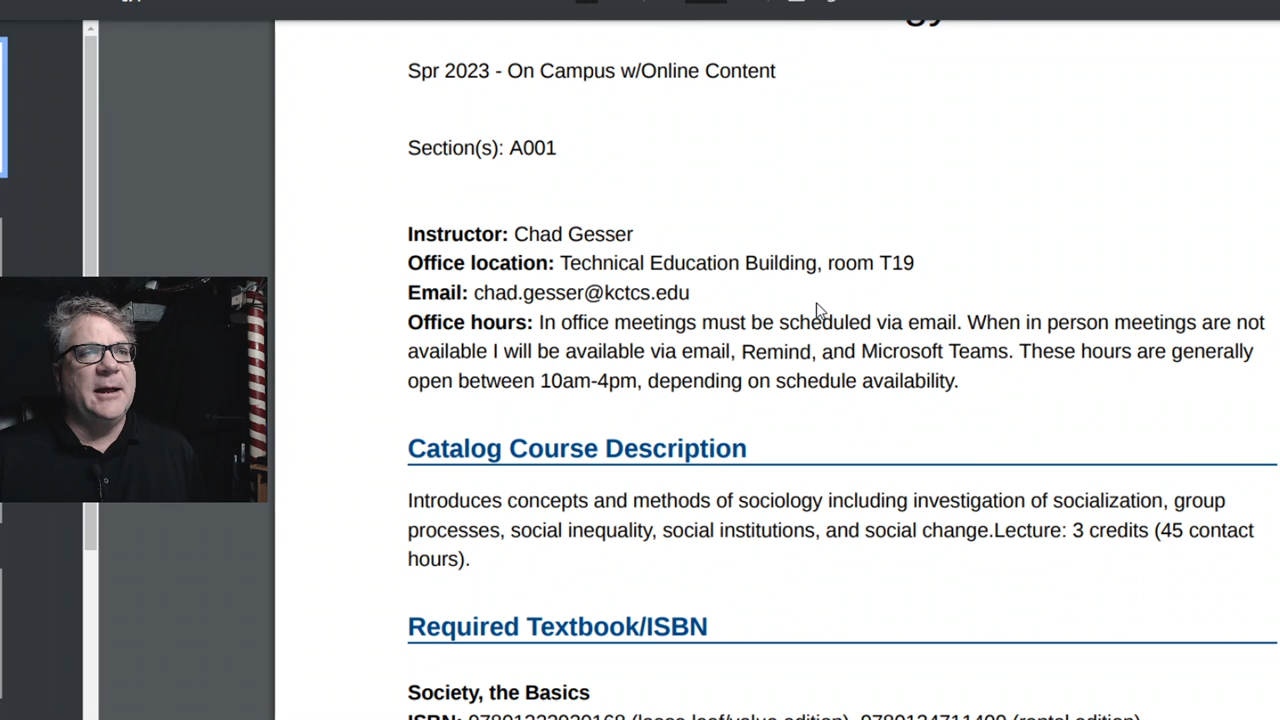 Spr 2023 - On Campus w/Online Content
Section(s): A001
Instructor: Chad Gesser
Office location: Technical Education Building, room T19
Email: chad.gesser@kctcs.edu
Office hours: In office meetings must be scheduled via email. When in person meetings are not
available I will be available via email, Remind, and Microsoft Teams. These hours are generally
open between 10am-4pm, depending on schedule availability.
Catalog Course Description
Introduces concepts and methods of sociology including investigation of socialization, group
processes, social inequality, social institutions, and social change.Lecture: 3 credits (45 contact
hours).
Required Textbook/ISBN
Society, the Basics